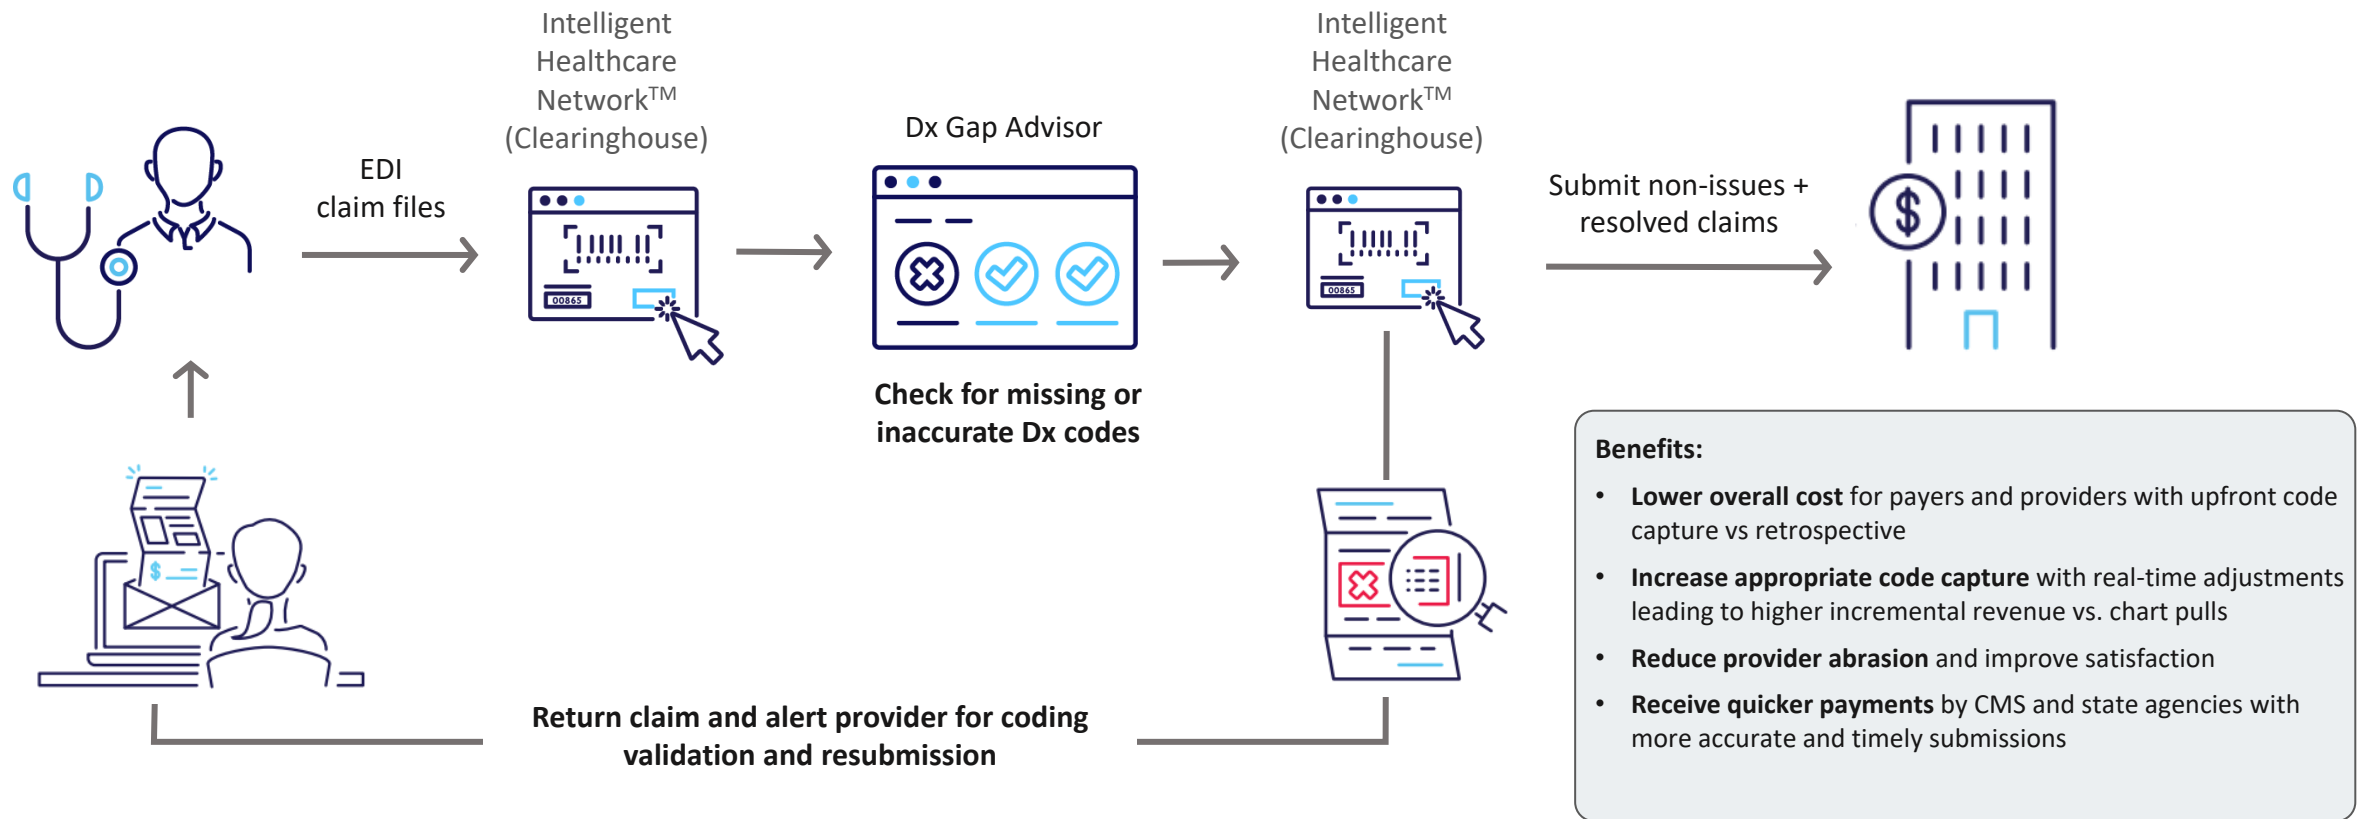 Intelligent
Healthcare
Network™
(Clearinghouse)
Intelligent
Healthcare
Network™
(Clearinghouse)
Dx Gap Advisor
EDI
claim files
Submit non-issues +
resolved claims
$
00865
00865
Check for missing or
inaccurate Dx codes
$
Return claim and alert provider for coding
validation and resubmission
Benefits:
• Lower overall cost for payers and providers with upfront code
capture vs retrospective
• Increase appropriate code capture with real-time adjustments
leading to higher incremental revenue vs. chart pulls
• Reduce provider abrasion and improve satisfaction
• Receive quicker payments by CMS and state agencies with
more accurate and timely submissions